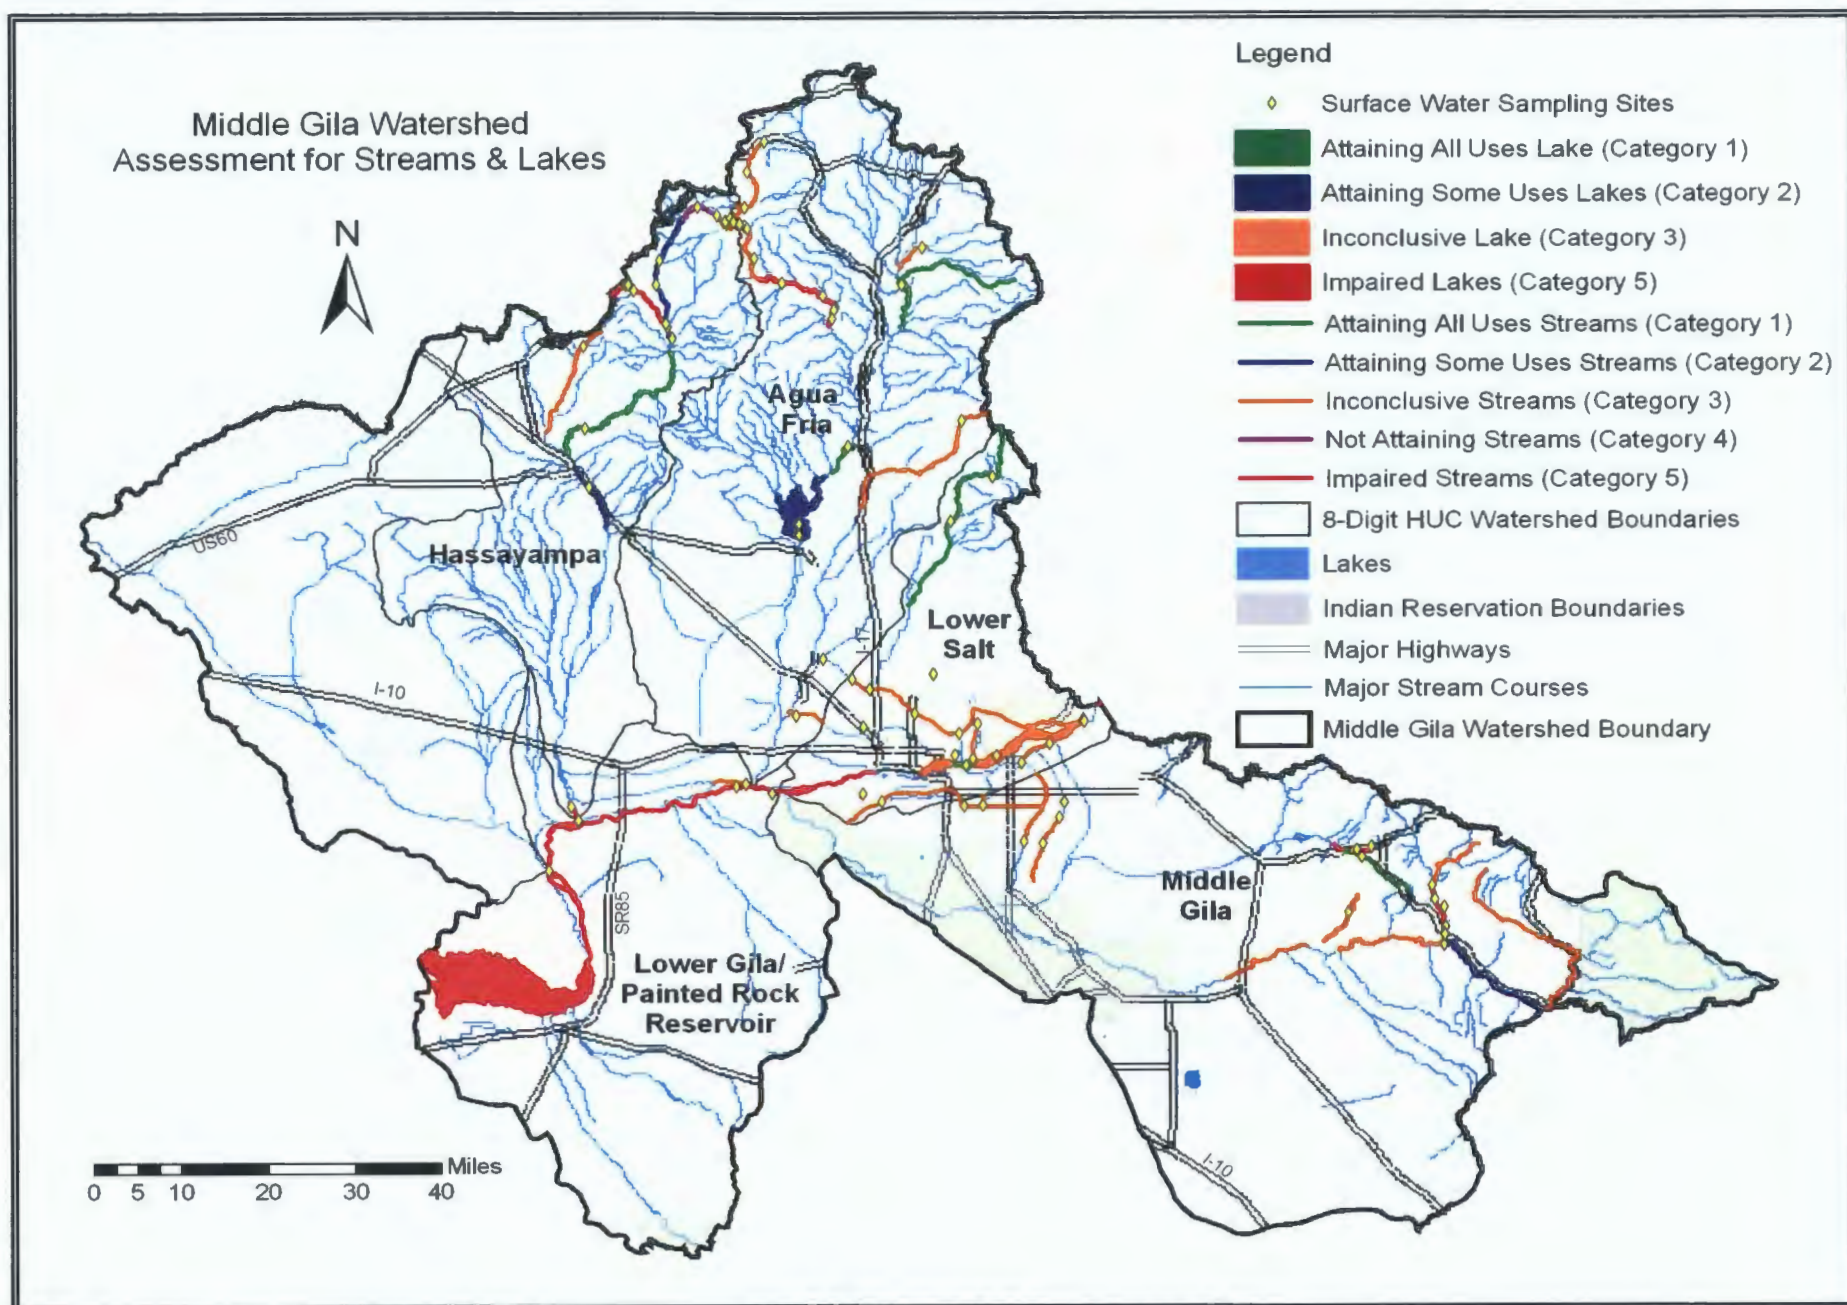 Middle Gila Watershed
Assessment for Streams & Lakes
N
Legend
Surface Water Sampling Sites
Attaining All Uses Lake (Category 1)
Attaining Some Uses Lakes (Category 2)
Inconclusive Lake (Category 3)
Impaired Lakes (Category 5)
Attaining All Uses Streams (Category 1)
Attaining Some Uses Streams (Category 2)
Inconclusive Streams (Category 3)
Not Attaining Streams (Category 4)
Impaired Streams (Category 5)
8-Digit HUC Watershed Boundaries
Lakes
Indian Reservation Boundaries
Major Highways
Major Stream Courses
Middle Gila Watershed Boundary
Agua
Fria
US60
Hassayampa
Lower
Salt
I-17
I-10
Middle
Gila
SR85
Lower Gila/
Painted Rock
Reservoir
I-10
Miles
0 5 10 20 30 40